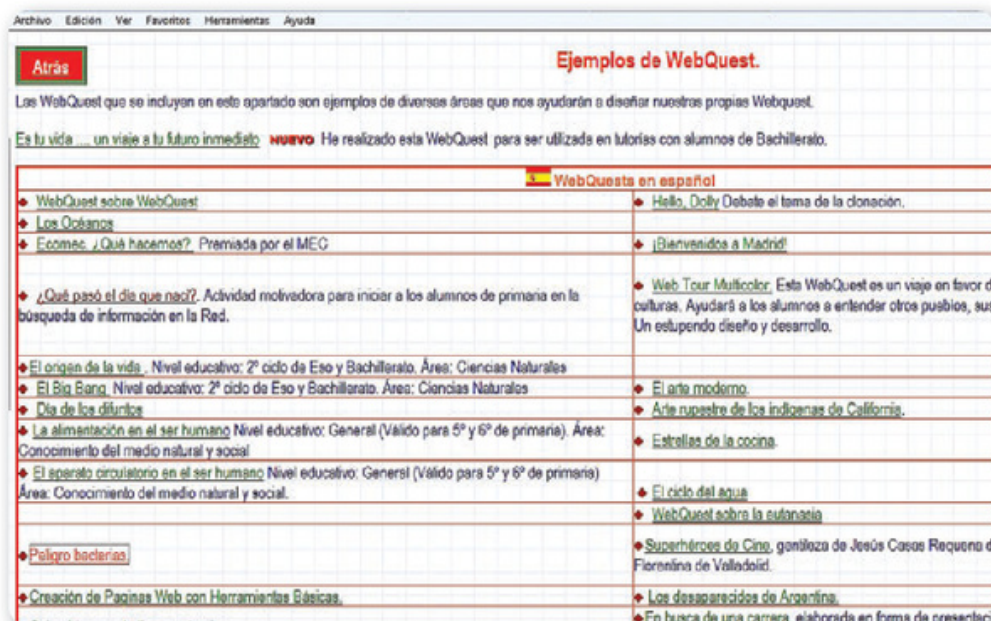 Archivo Edición Ver Favoritos Herramientas Ayuda
Atrás
Ejemplos de WebQuest.
Las WebQuest que se incluyen en este apartado son ejemplos de diversas áreas que nos ayudarán a diseñar nuestras propias Webquest.
Es tu vida .... un viaje a tu futuro inmediato NUEVO He realizado esta WebQuest para ser utilizada en tutorías con alumnos de Bachillerato.
WebQuests en español
WebQuest sobre WebQuest
Hello, Dolly Debate el tema de la clonación.
Los Océanos
Ecomec. ¿Qué hacemos? Premiada por el MEC
¡Bienvenidos a Madrid!
¿Qué pasó el día que nací?. Actividad motivadora para iniciar a los alumnos de primaria en la
búsqueda de información en la Red.
Web Tour Multicolor. Esta WebQuest es un viaje en favor d
culturas. Ayudará a los alumnos a entender otros pueblos, sus
Un estupendo diseño y desarrollo.
El origen de la vida . Nivel educativo: 2º ciclo de Eso y Bachillerato. Área: Ciencias Naturales
El Big Bang Nivel educativo: 2º ciclo de Eso y Bachillerato. Área: Ciencias Naturales
El arte moderno.
Día de los difuntos
Arte rupestre de los indígenas de California.
La alimentación en el ser humano Nivel educativo: General (Válido para 5º y 6º de primaria). Área:
Conocimiento del medio natural y social
Estrellas de la cocina.
El aparato circulatorio en el ser humano Nivel educativo: General (Válido para 5º y 6º de primaria)
Área: Conocimiento del medio natural y social.
El ciclo del agua
WebQuest sobre la eutanasia
Peligro bacterias.
Superhéroes de Cine, gentileza de Jesús Casas Requena d
Florentina de Valladolid.
Creación de Paginas Web con Herramientas Básicas.
Los desaparecidos de Argentina.
En busca de una carrera, elaborada en forma de presentaci